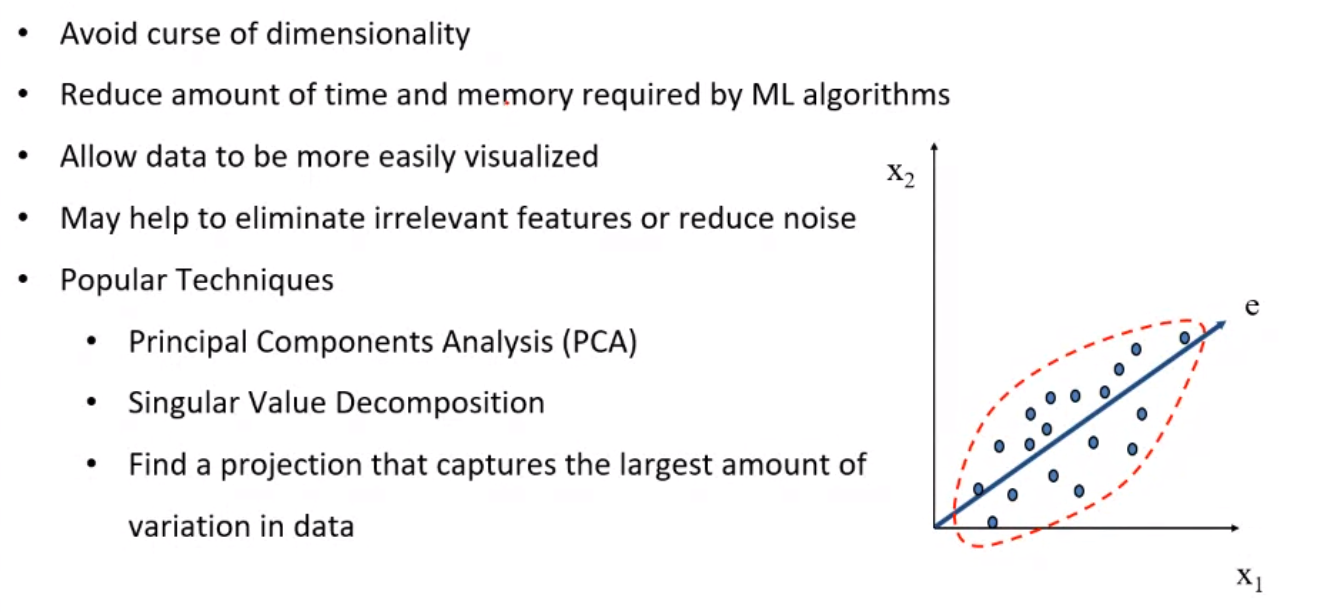 • Avoid curse of dimensionality
• Reduce amount of time and memory required by ML algorithms
• Allow data to be more easily visualized
• May help to eliminate irrelevant features or reduce noise
• Popular Techniques
• Principal Components Analysis (PCA)
• Singular Value Decomposition
• Find a projection that captures the largest amount of
variation in data
x₂
e
x₁